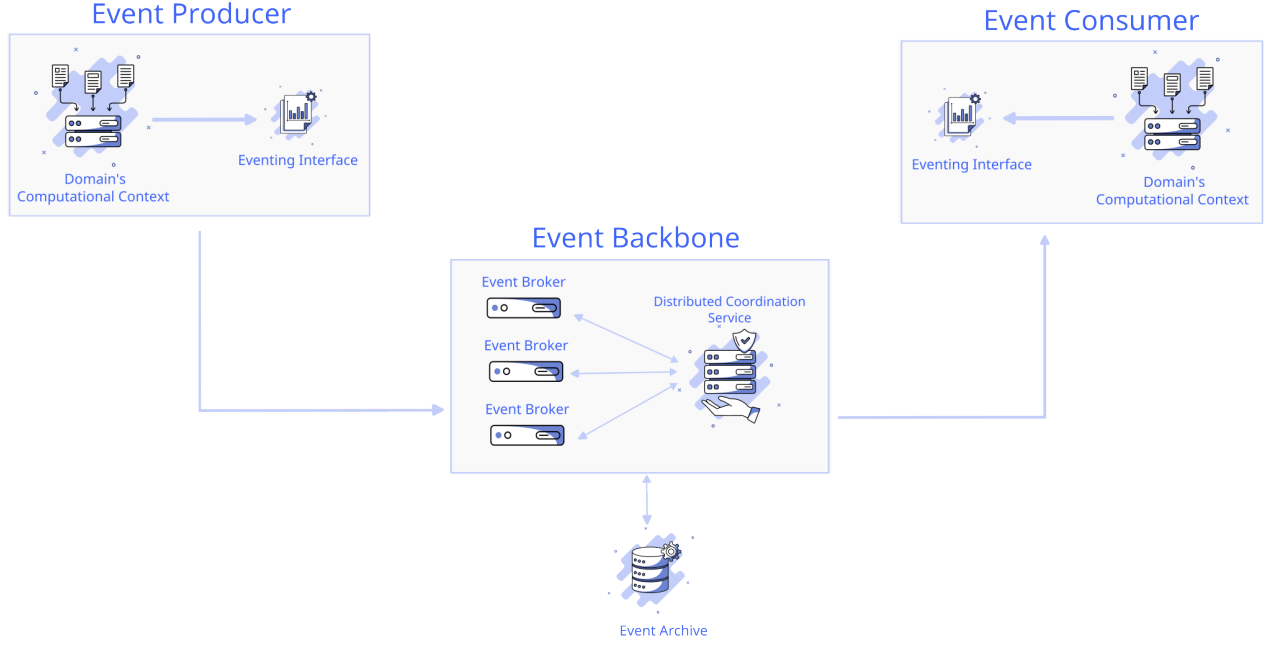 Event Producer
Eventing Interface
Domain's
Computational Context
Event Consumer
Eventing Interface
Domain's
Computational Context
Event Backbone
Event Broker
Distributed Coordination
Service
Event Broker
Event Broker
Event Archive